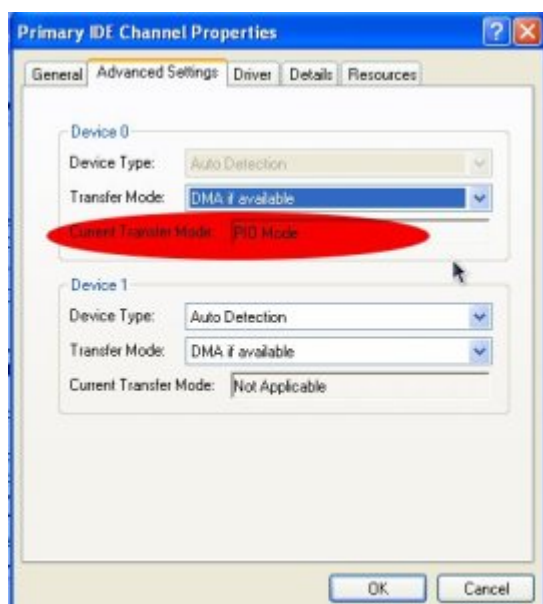 Primary IDE Channel Properties
General Advanced Settings Driver Details Resources
Device 0
Device Type: Auto Detection
Transfer Mode: DMA if available
Current Transfer Mode: PIO Mode
Device 1
Device Type: Auto Detection
Transfer Mode: DMA if available
Current Transfer Mode: Not Applicable
OK Cancel